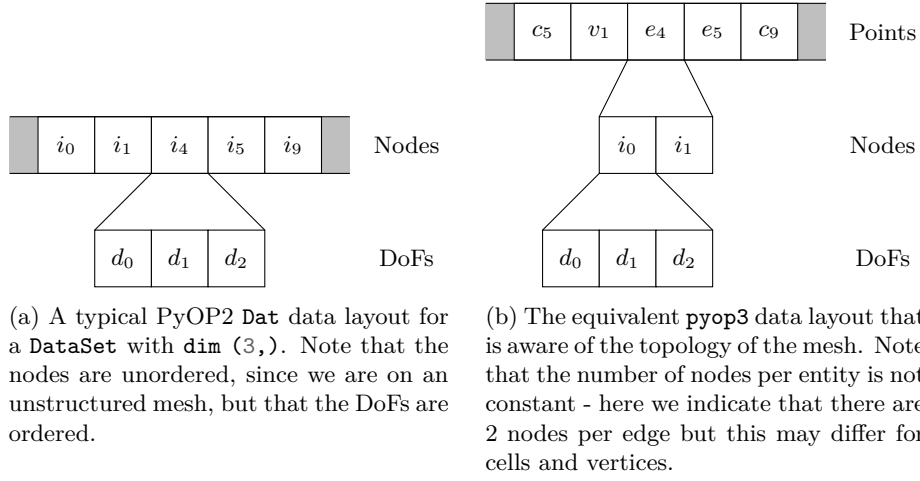 i0 i1 i4 i5 i9 Nodes
d0 d1 d2 DoFs
(a) A typical PyOP2 Dat data layout for
a DataSet with dim (3,). Note that the
nodes are unordered, since we are on an
unstructured mesh, but that the DoFs are
ordered.
c5 v1 e4 e5 c9 Points
i0 i1 Nodes
d0 d1 d2 DoFs
(b) The equivalent pyop3 data layout that
is aware of the topology of the mesh. Note
that the number of nodes per entity is not
constant - here we indicate that there are
2 nodes per edge but this may differ for
cells and vertices.